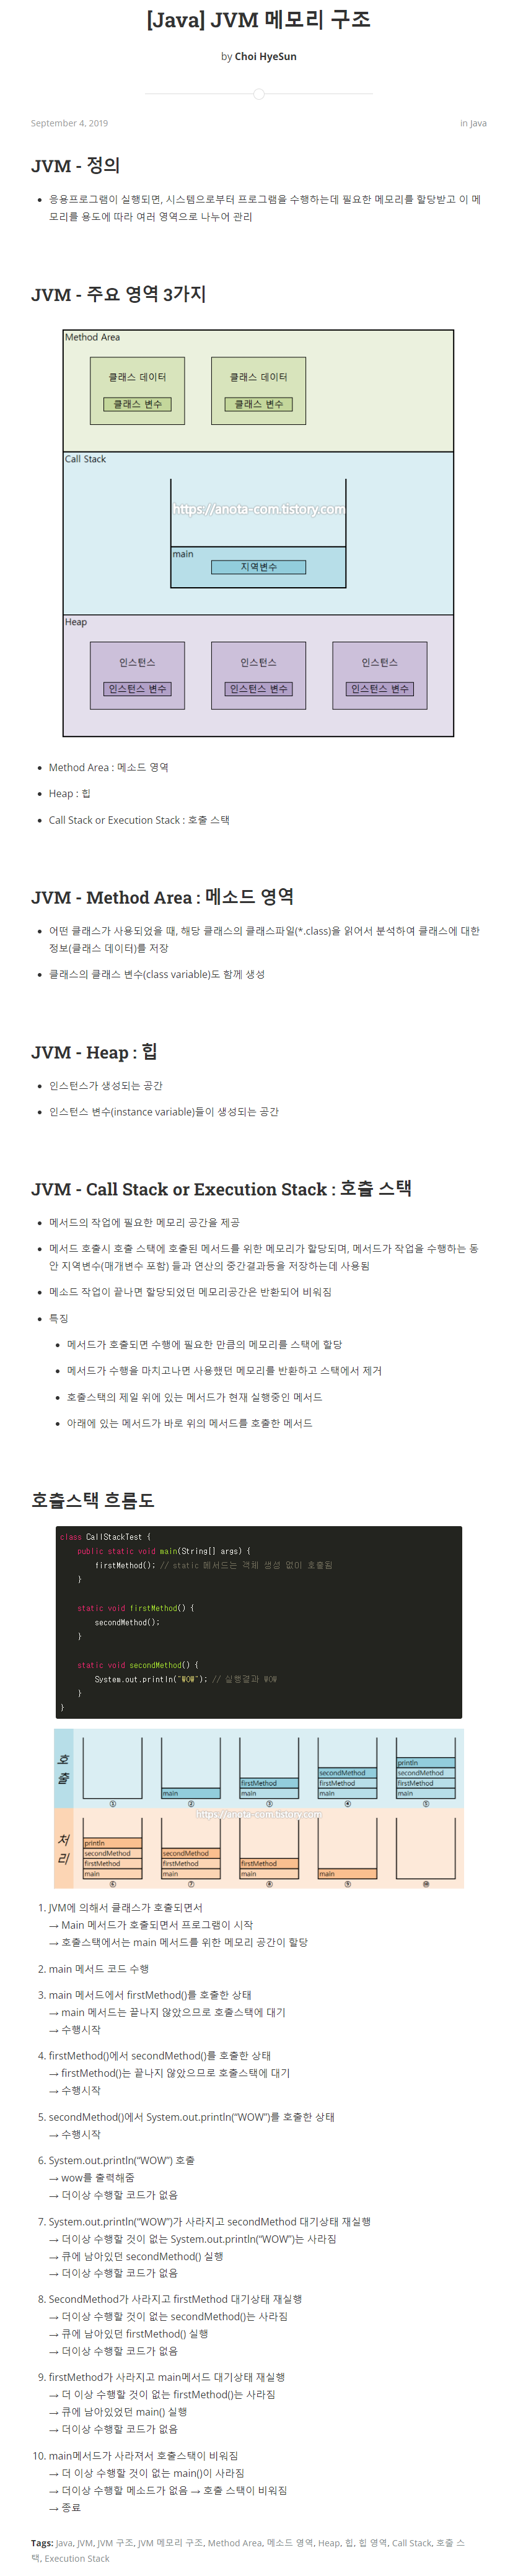 [Java] JVM 메모리 구조
by Choi HyeSun
September 4, 2019
in Java
JVM - 정의
응용프로그램이 실행되면, 시스템으로부터 프로그램을 수행하는데 필요한 메모리를 할당받고 이 메
모리를 용도에 따라 여러 영역으로 나누어 관리
JVM - 주요 영역 3가지
Method Area
클래스 데이터
클래스 데이터
클래스 변수
클래스 변수
Call Stack
https://anota-com.tistory.com
main
지역변수
Heap
인스턴스
인스턴스
인스턴스
인스턴스 변수
인스턴스 변수
인스턴스 변수
Method Area : 메소드 영역
Heap : 힙
Call Stack or Execution Stack : 호출 스택
JVM - Method Area : 메소드 영역
어떤 클래스가 사용되었을 때, 해당 클래스의 클래스파일(*.class)을 읽어서 분석하여 클래스에 대한
정보(클래스 데이터)를 저장
클래스의 클래스 변수(class variable)도 함께 생성
JVM - Heap : 힙
인스턴스가 생성되는 공간
인스턴스 변수(instance variable)들이 생성되는 공간
JVM - Call Stack or Execution Stack : 호출 스택
메서드의 작업에 필요한 메모리 공간을 제공
메서드 호출시 호출 스택에 호출된 메서드를 위한 메모리가 할당되며, 메서드가 작업을 수행하는 동
안 지역변수(매개변수 포함) 들과 연산의 중간결과등을 저장하는데 사용됨
메소드 작업이 끝나면 할당되었던 메모리공간은 반환되어 비워짐
특징
메서드가 호출되면 수행에 필요한 만큼의 메모리를 스택에 할당
메서드가 수행을 마치고나면 사용했던 메모리를 반환하고 스택에서 제거
호출스택의 제일 위에 있는 메서드가 현재 실행중인 메서드
아래에 있는 메서드가 바로 위의 메서드를 호출한 메서드
호출스택 흐름도
class CallStackTest {
public static void main(String[] args) {
firstMethod(); // static 메서드는 객체 생성 없이 호출됨
}
static void firstMethod() {
secondMethod();
}
static void secondMethod() {
System.out.println("WOW"); // 실행결과 WOW
}
}
호출
main
firstMethod
main
secondMethod
firstMethod
main
println
secondMethod
firstMethod
main
① ② ③ ④ ⑤
https://anota-com.tistory.com
처리
println
secondMethod
firstMethod
main
secondMethod
firstMethod
main
firstMethod
main
main
⑥ ⑦ ⑧ ⑨ ⑩
1. JVM에 의해서 클래스가 호출되면서
→ Main 메서드가 호출되면서 프로그램이 시작
→ 호출스택에서는 main 메서드를 위한 메모리 공간이 할당
2. main 메서드 코드 수행
3. main 메서드에서 firstMethod()를 호출한 상태
→ main 메서드는 끝나지 않았으므로 호출스택에 대기
→ 수행시작
4. firstMethod()에서 secondMethod()를 호출한 상태
→ firstMethod()는 끝나지 않았으므로 호출스택에 대기
→ 수행시작
5. secondMethod()에서 System.out.println(“WOW”)를 호출한 상태
→ 수행시작
6. System.out.println(“WOW”) 호출
→ wow를 출력해줌
→ 더이상 수행할 코드가 없음
7. System.out.println(“WOW”)가 사라지고 secondMethod 대기상태 재실행
→ 더이상 수행할 것이 없는 System.out.println(“WOW”)는 사라짐
→ 큐에 남아있던 secondMethod() 실행
→ 더이상 수행할 코드가 없음
8. SecondMethod가 사라지고 firstMethod 대기상태 재실행
→ 더이상 수행할 것이 없는 secondMethod()는 사라짐
→ 큐에 남아있던 firstMethod() 실행
→ 더이상 수행할 코드가 없음
9. firstMethod가 사라지고 main메서드 대기상태 재실행
→ 더 이상 수행할 것이 없는 firstMethod()는 사라짐
→ 큐에 남아있었던 main() 실행
→ 더이상 수행할 코드가 없음
10. main메서드가 사라져서 호출스택이 비워짐
→ 더 이상 수행할 것이 없는 main()이 사라짐
→ 더이상 수행할 메소드가 없음 → 호출 스택이 비워짐
→ 종료
Tags: Java, JVM, JVM 구조, JVM 메모리 구조, Method Area, 메소드 영역, Heap, 힙, 힙 영역, Call Stack, 호출 스
택, Execution Stack